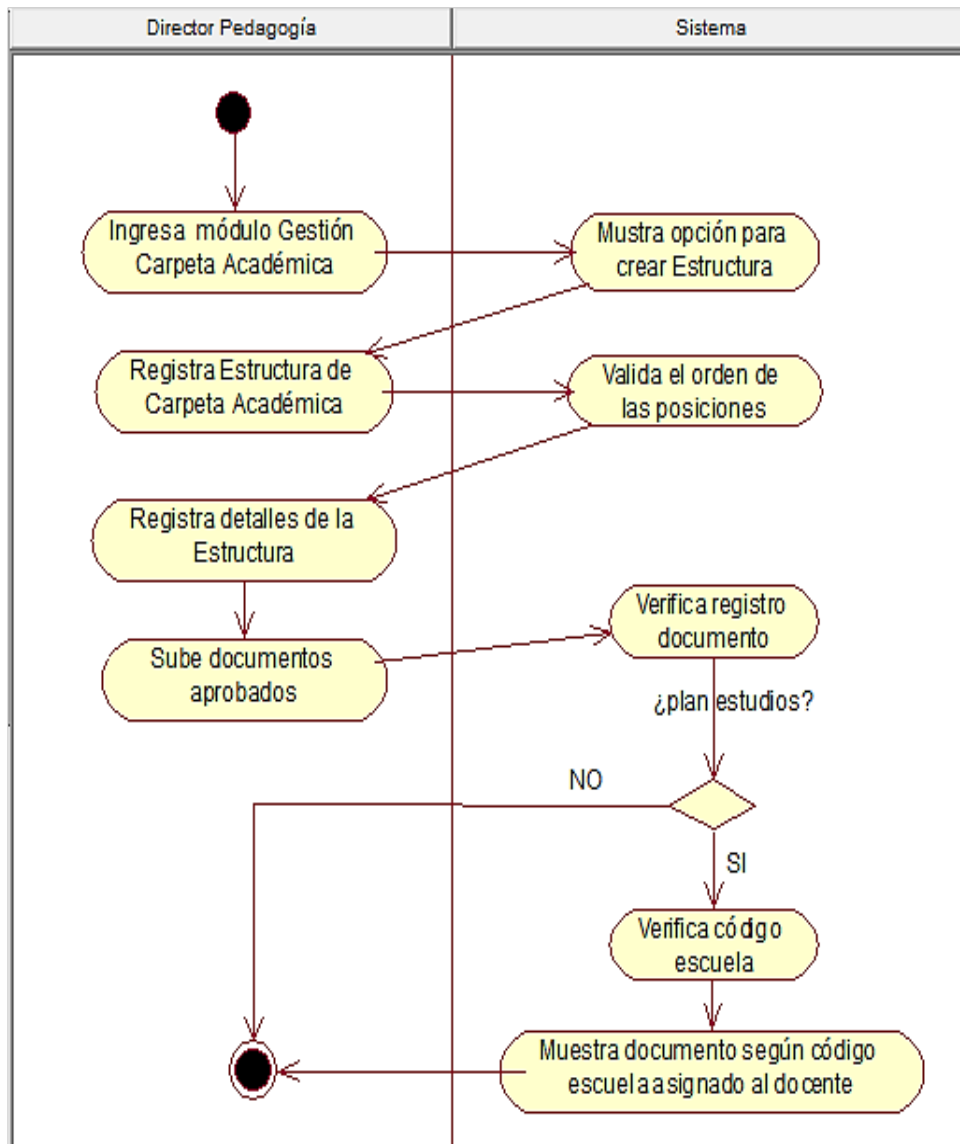 Director Pedagogía
Sistema
Ingresa módulo Gestión
Carpeta Académica
Mustra opción para
crear Estructura
Registra Estructura de
Carpeta Académica
Valida el orden de
las posiciones
Registra detalles de la
Estructura
Sube documentos
aprobados
Verifica registro
documento
¿plan estudios?
NO
SI
Verifica código
escuela
Muestra documento según código
escuela asignado al docente